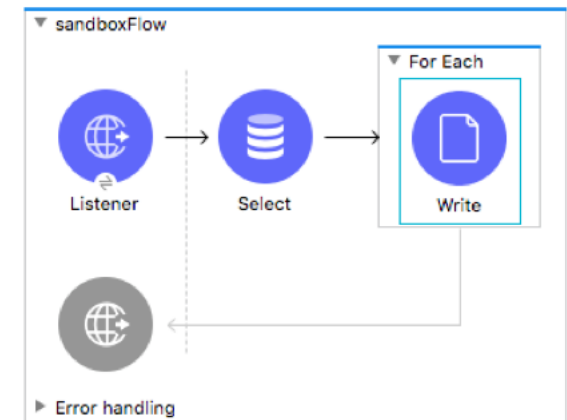 sandboxFlow
For Each
Listener
Select
Write
Error handling